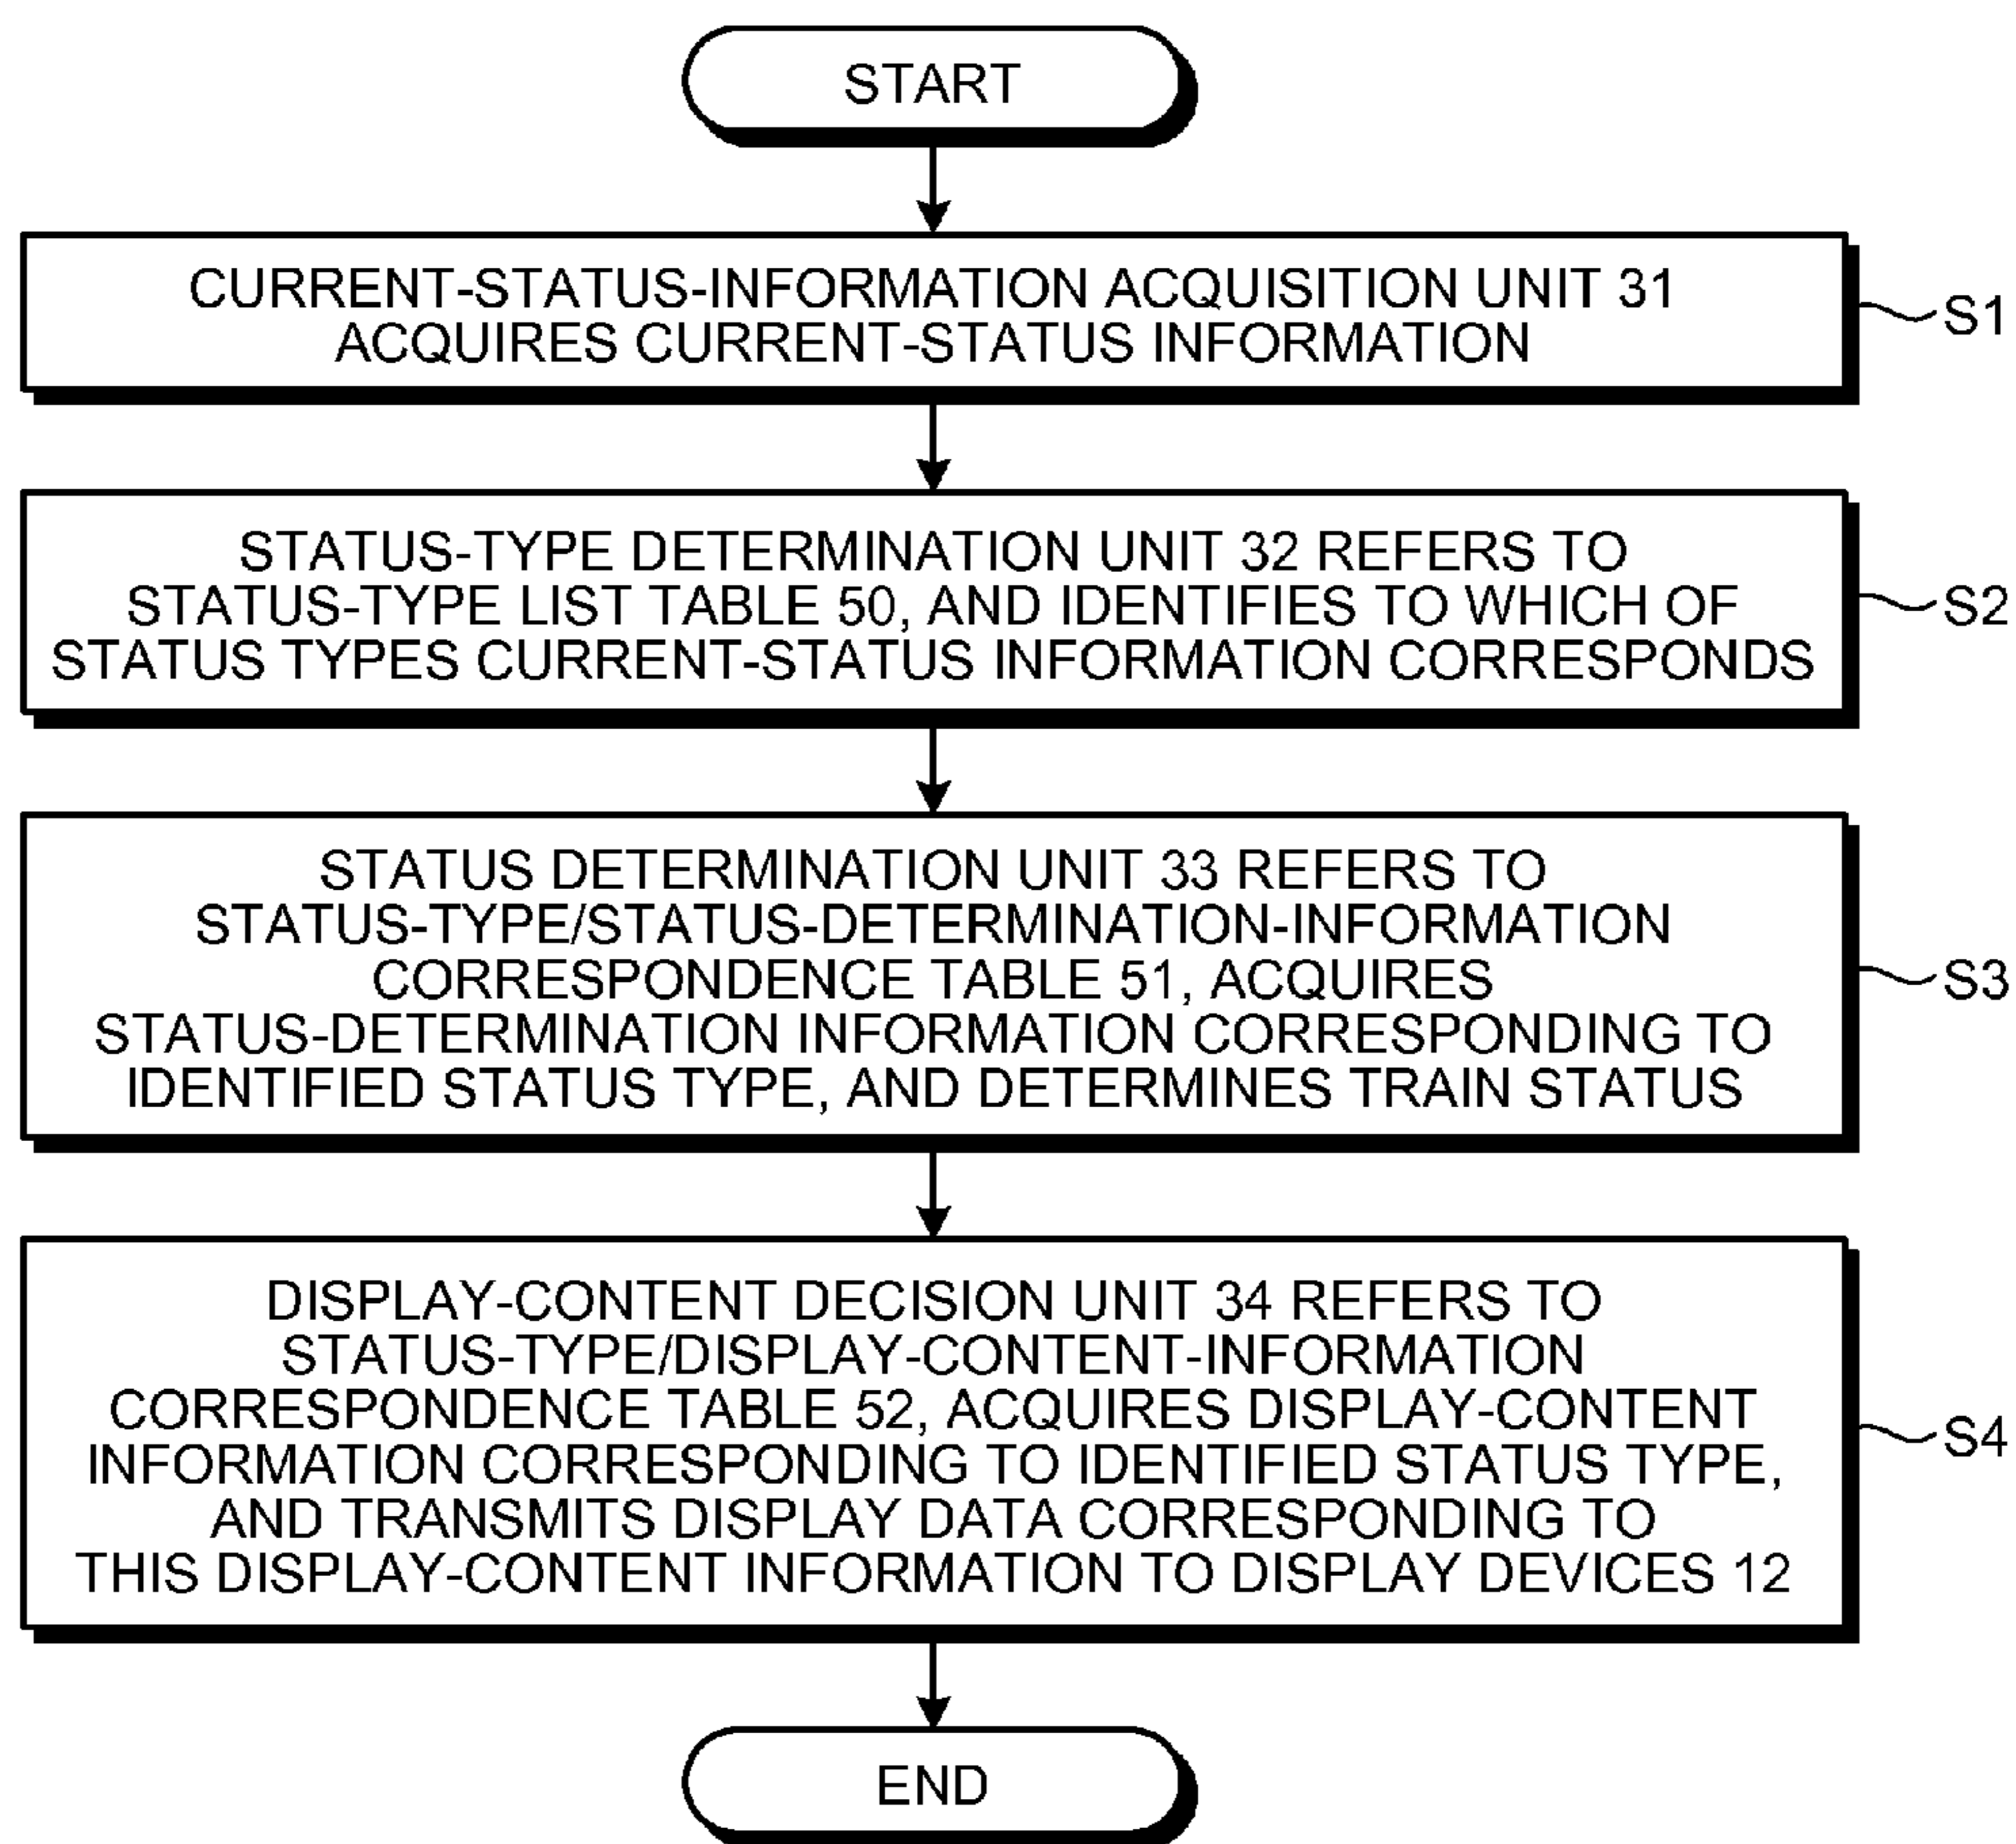 START
CURRENT-STATUS-INFORMATION ACQUISITION UNIT 31
ACQUIRES CURRENT-STATUS INFORMATION
S1
STATUS-TYPE DETERMINATION UNIT 32 REFERS TO
STATUS-TYPE LIST TABLE 50, AND IDENTIFIES TO WHICH OF
STATUS TYPES CURRENT-STATUS INFORMATION CORRESPONDS
S2
STATUS DETERMINATION UNIT 33 REFERS TO
STATUS-TYPE/STATUS-DETERMINATION-INFORMATION
CORRESPONDENCE TABLE 51, ACQUIRES
STATUS-DETERMINATION INFORMATION CORRESPONDING TO
IDENTIFIED STATUS TYPE, AND DETERMINES TRAIN STATUS
S3
DISPLAY-CONTENT DECISION UNIT 34 REFERS TO
STATUS-TYPE/DISPLAY-CONTENT-INFORMATION
CORRESPONDENCE TABLE 52, ACQUIRES DISPLAY-CONTENT
INFORMATION CORRESPONDING TO IDENTIFIED STATUS TYPE,
AND TRANSMITS DISPLAY DATA CORRESPONDING TO
THIS DISPLAY-CONTENT INFORMATION TO DISPLAY DEVICES 12
S4
END